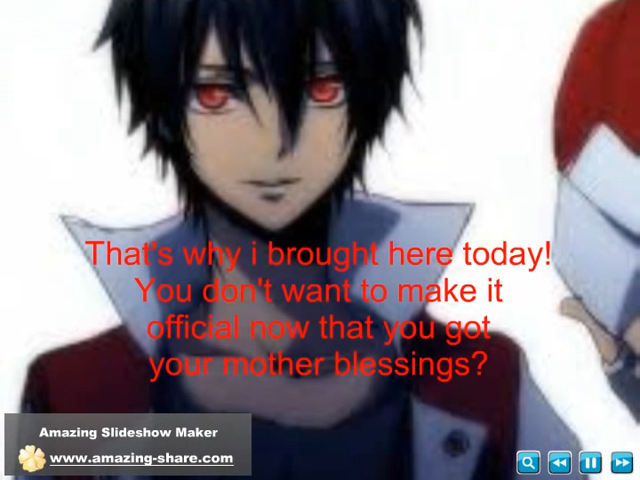 That's why i brought here today!
You don't want to make it
official now that you got
your mother blessings?
Amazing Slideshow Maker
www.amazing-share.com